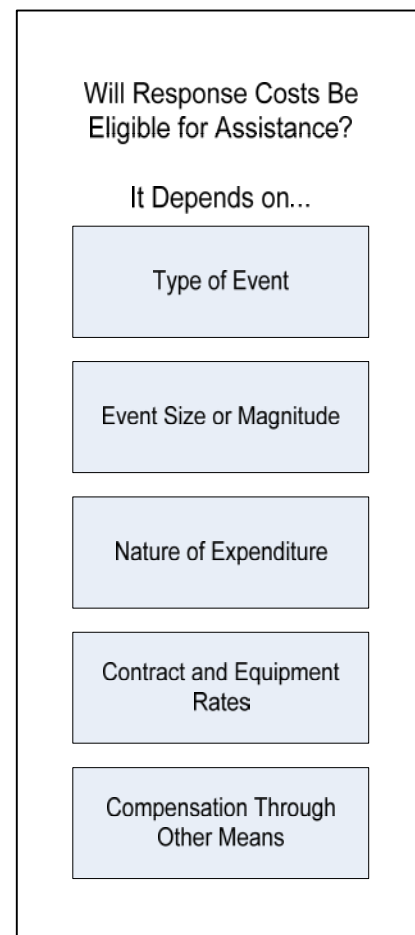 Will Response Costs Be
Eligible for Assistance?
It Depends on...
Type of Event
Event Size or Magnitude
Nature of Expenditure
Contract and Equipment
Rates
Compensation Through
Other Means